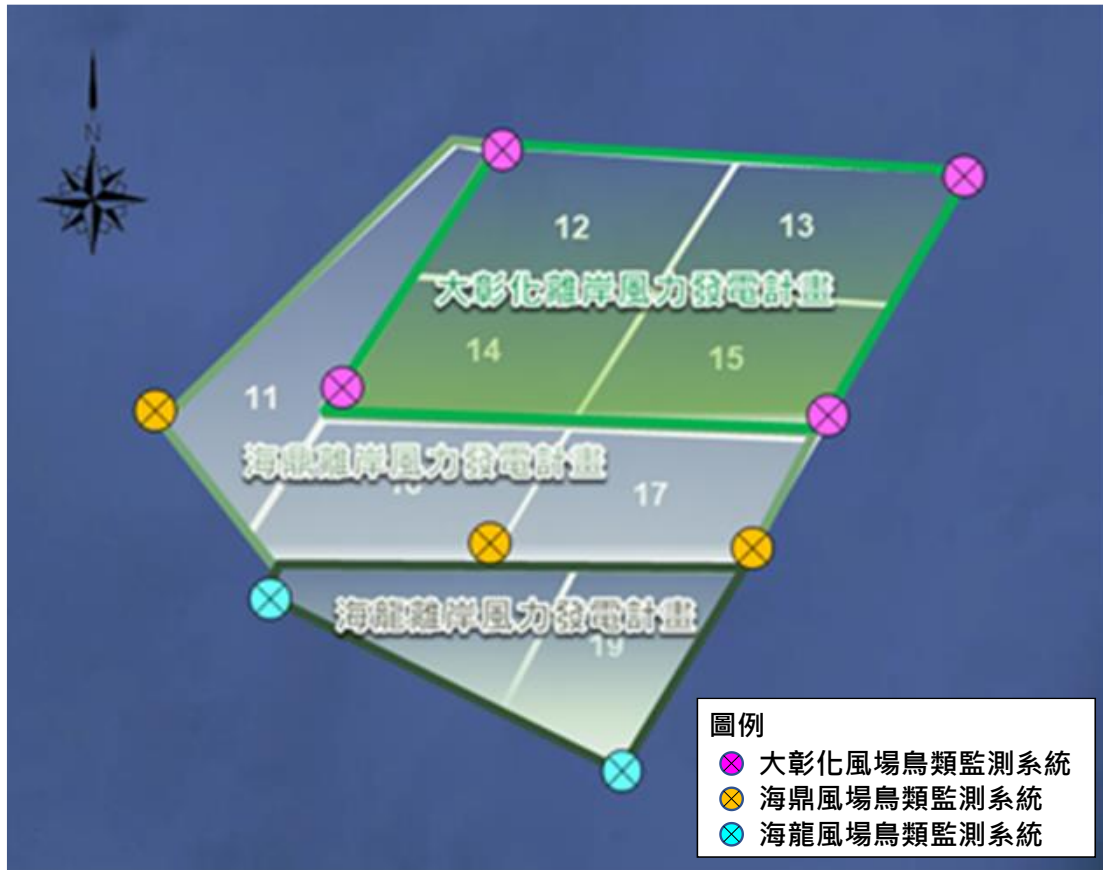 N
12
13
大彰化離岸風力發電計畫
14
15
11
海鼎離岸風力發電計畫
17
海龍離岸風力發電計畫
19
圖例
大彰化風場鳥類監測系統
海鼎風場鳥類監測系統
海龍風場鳥類監測系統